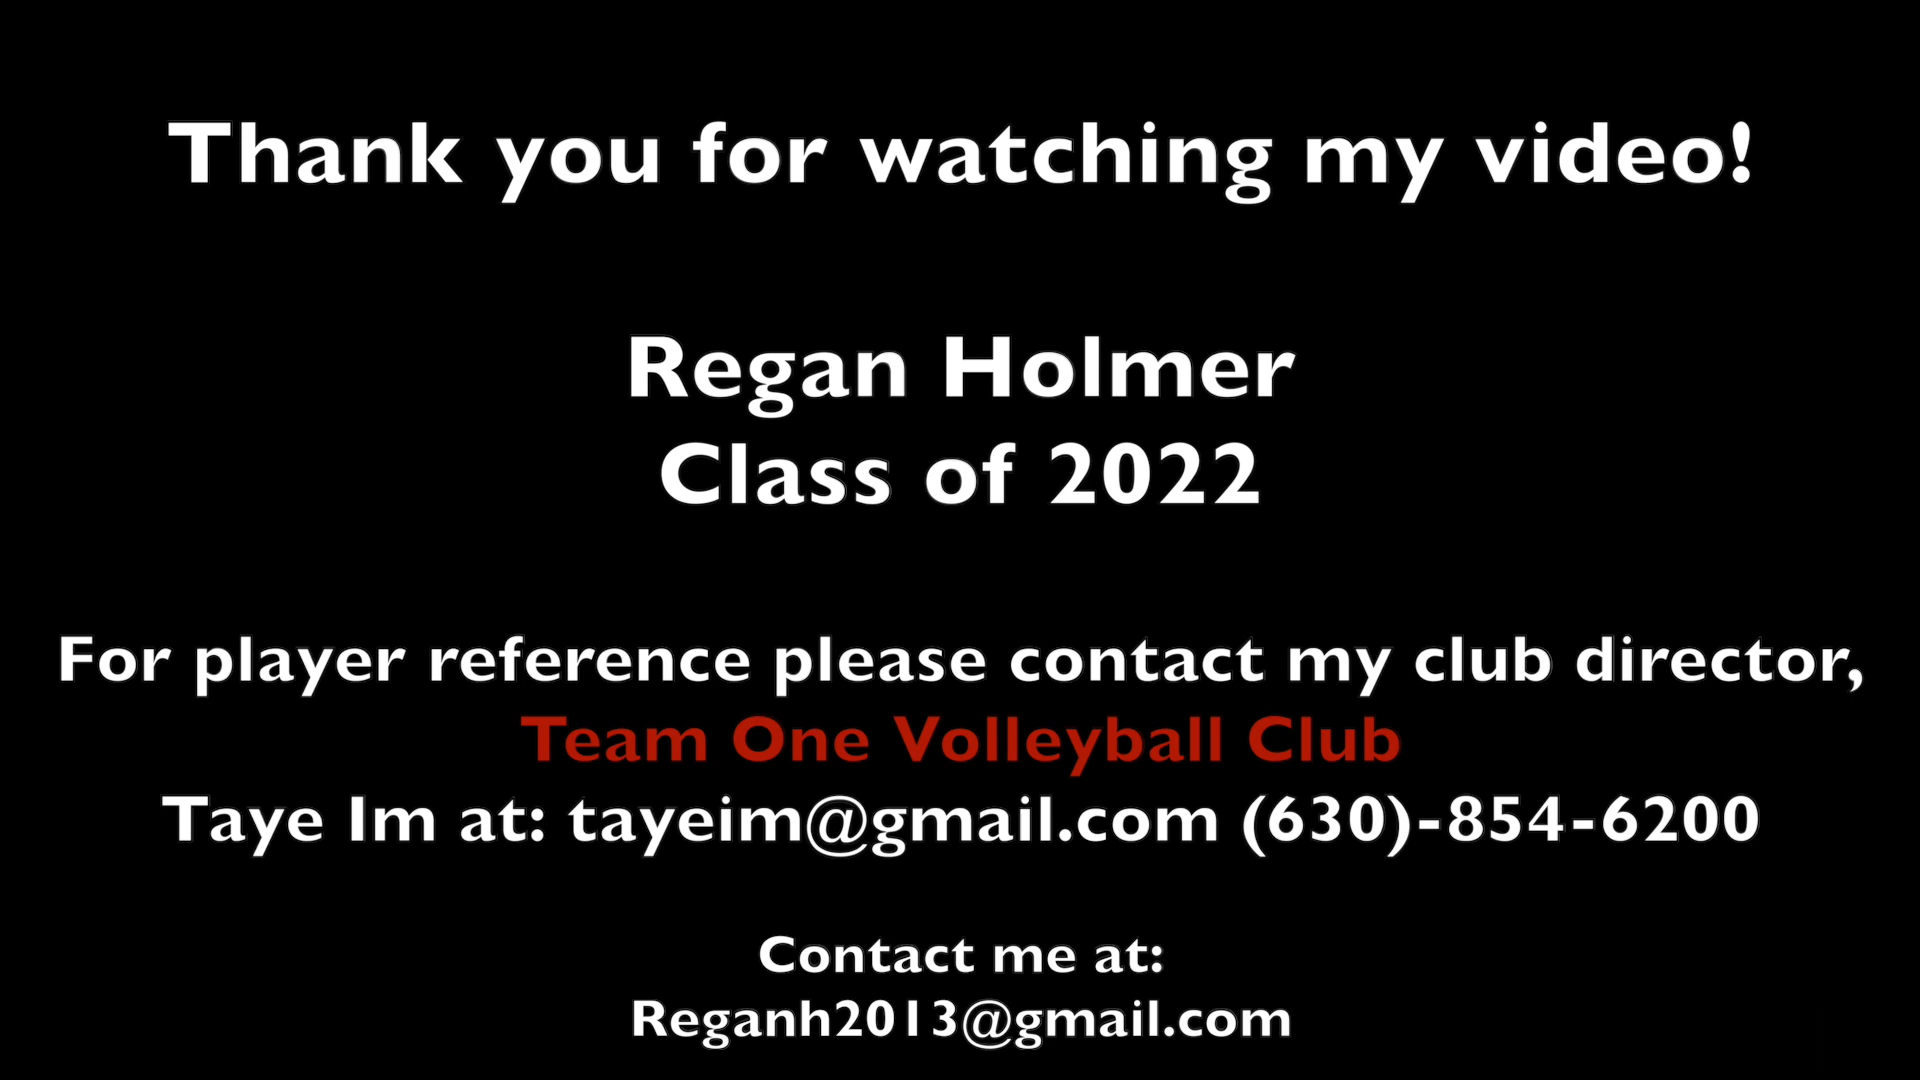 Thank you for watching my video!
Regan Holmer
Class of 2022
For player reference please contact my club director,
Team One Volleyball Club
Taye Im at: tayeim@gmail.com (630)-854-6200
Contact me at:
Reganh2013@gmail.com